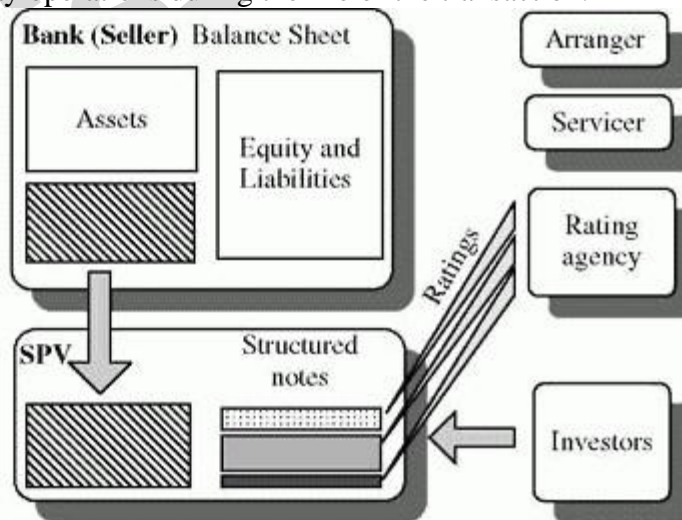 Bank (Seller) Balance Sheet
Assets
Equity and
Liabilities
Arranger
Servicer
Rating
agency
Ratings
SPV
Structured
notes
Investors